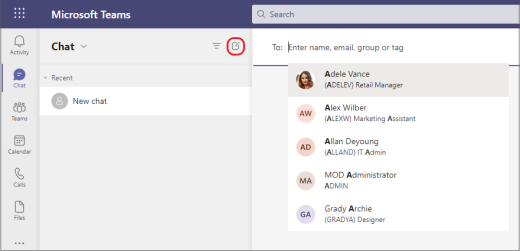 Microsoft Teams
Search
Activity
Chat
Teams
Calendar
Calls
Files
Chat
Recent
New chat
To: Enter name, email, group or tag
Adele Vance
(ADELEV) Retail Manager
AW
Alex Wilber
(ALEXW) Marketing Assistant
AD
Allan Deyoung
(ALLAND) IT Admin
MA
MOD Administrator
ADMIN
GA
Grady Archie
(GRADYA) Designer